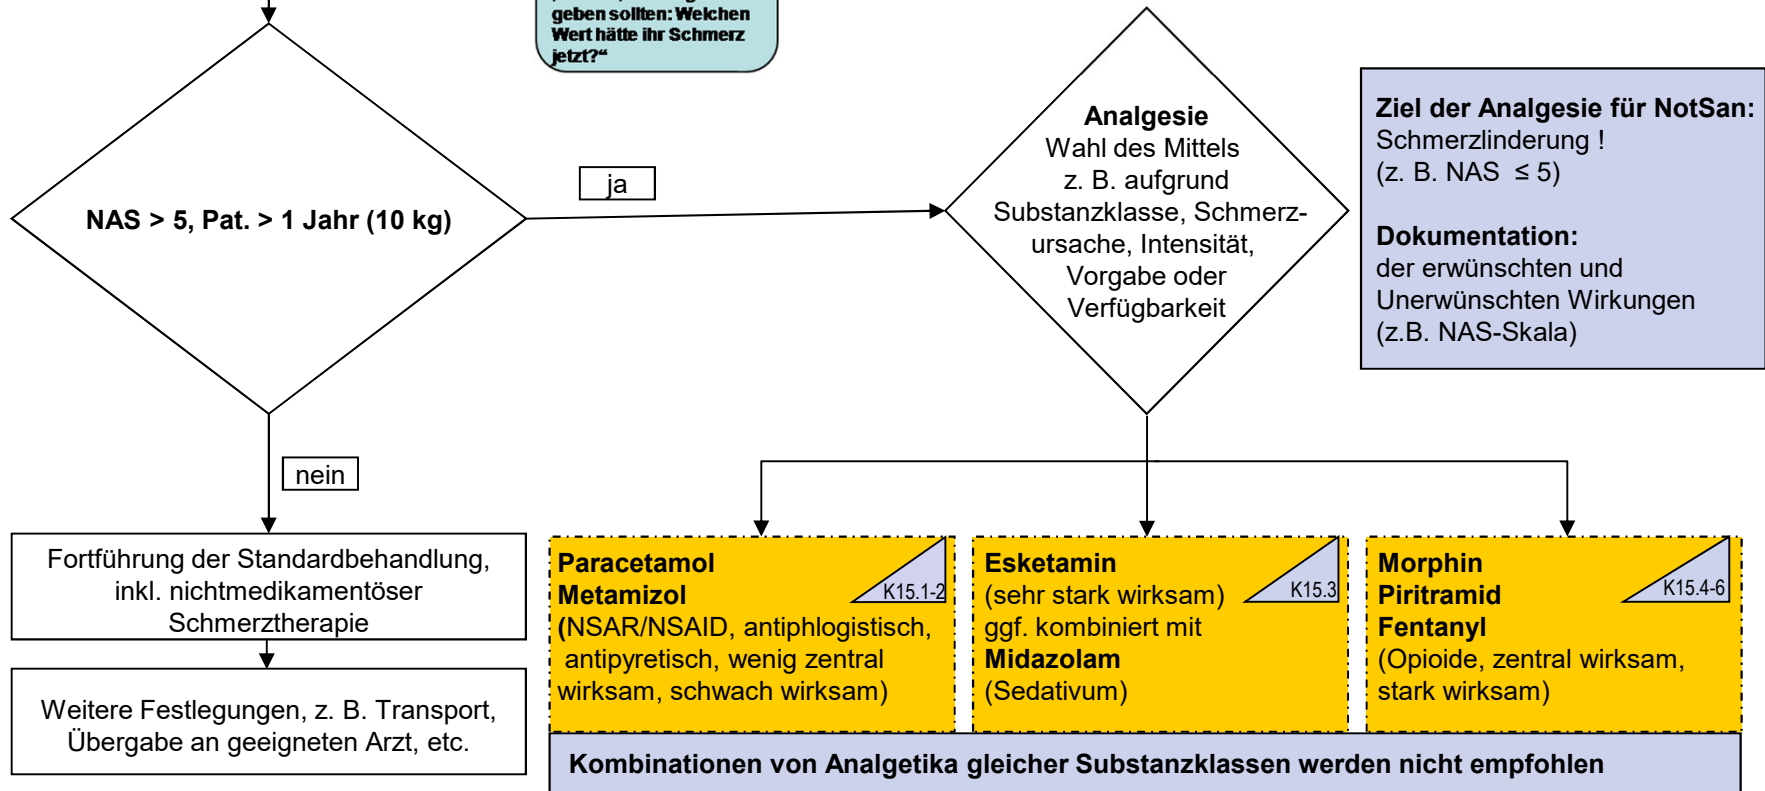 geben sollten: Welchen
Wert hätte ihr Schmerz
jetzt?“
NAS > 5, Pat. > 1 Jahr (10 kg)
ja
Analgesie
Wahl des Mittels
z. B. aufgrund
Substanzklasse, Schmerz-
ursache, Intensität,
Vorgabe oder
Verfügbarkeit
Ziel der Analgesie für NotSan:
Schmerzlinderung !
(z. B. NAS ≤ 5)
Dokumentation:
der erwünschten und
Unerwünschten Wirkungen
(z.B. NAS-Skala)
nein
Fortführung der Standardbehandlung,
inkl. nichtmedikamentöser
Schmerztherapie
Weitere Festlegungen, z. B. Transport,
Übergabe an geeigneten Arzt, etc.
Paracetamol
Metamizol
K15.1-2
(NSAR/NSAID, antiphlogistisch,
antipyretisch, wenig zentral
wirksam, schwach wirksam)
Esketamin
(sehr stark wirksam)
K15.3
ggf. kombiniert mit
Midazolam
(Sedativum)
Morphin
Piritramid
K15.4-6
Fentanyl
(Opioide, zentral wirksam,
stark wirksam)
Kombinationen von Analgetika gleicher Substanzklassen werden nicht empfohlen